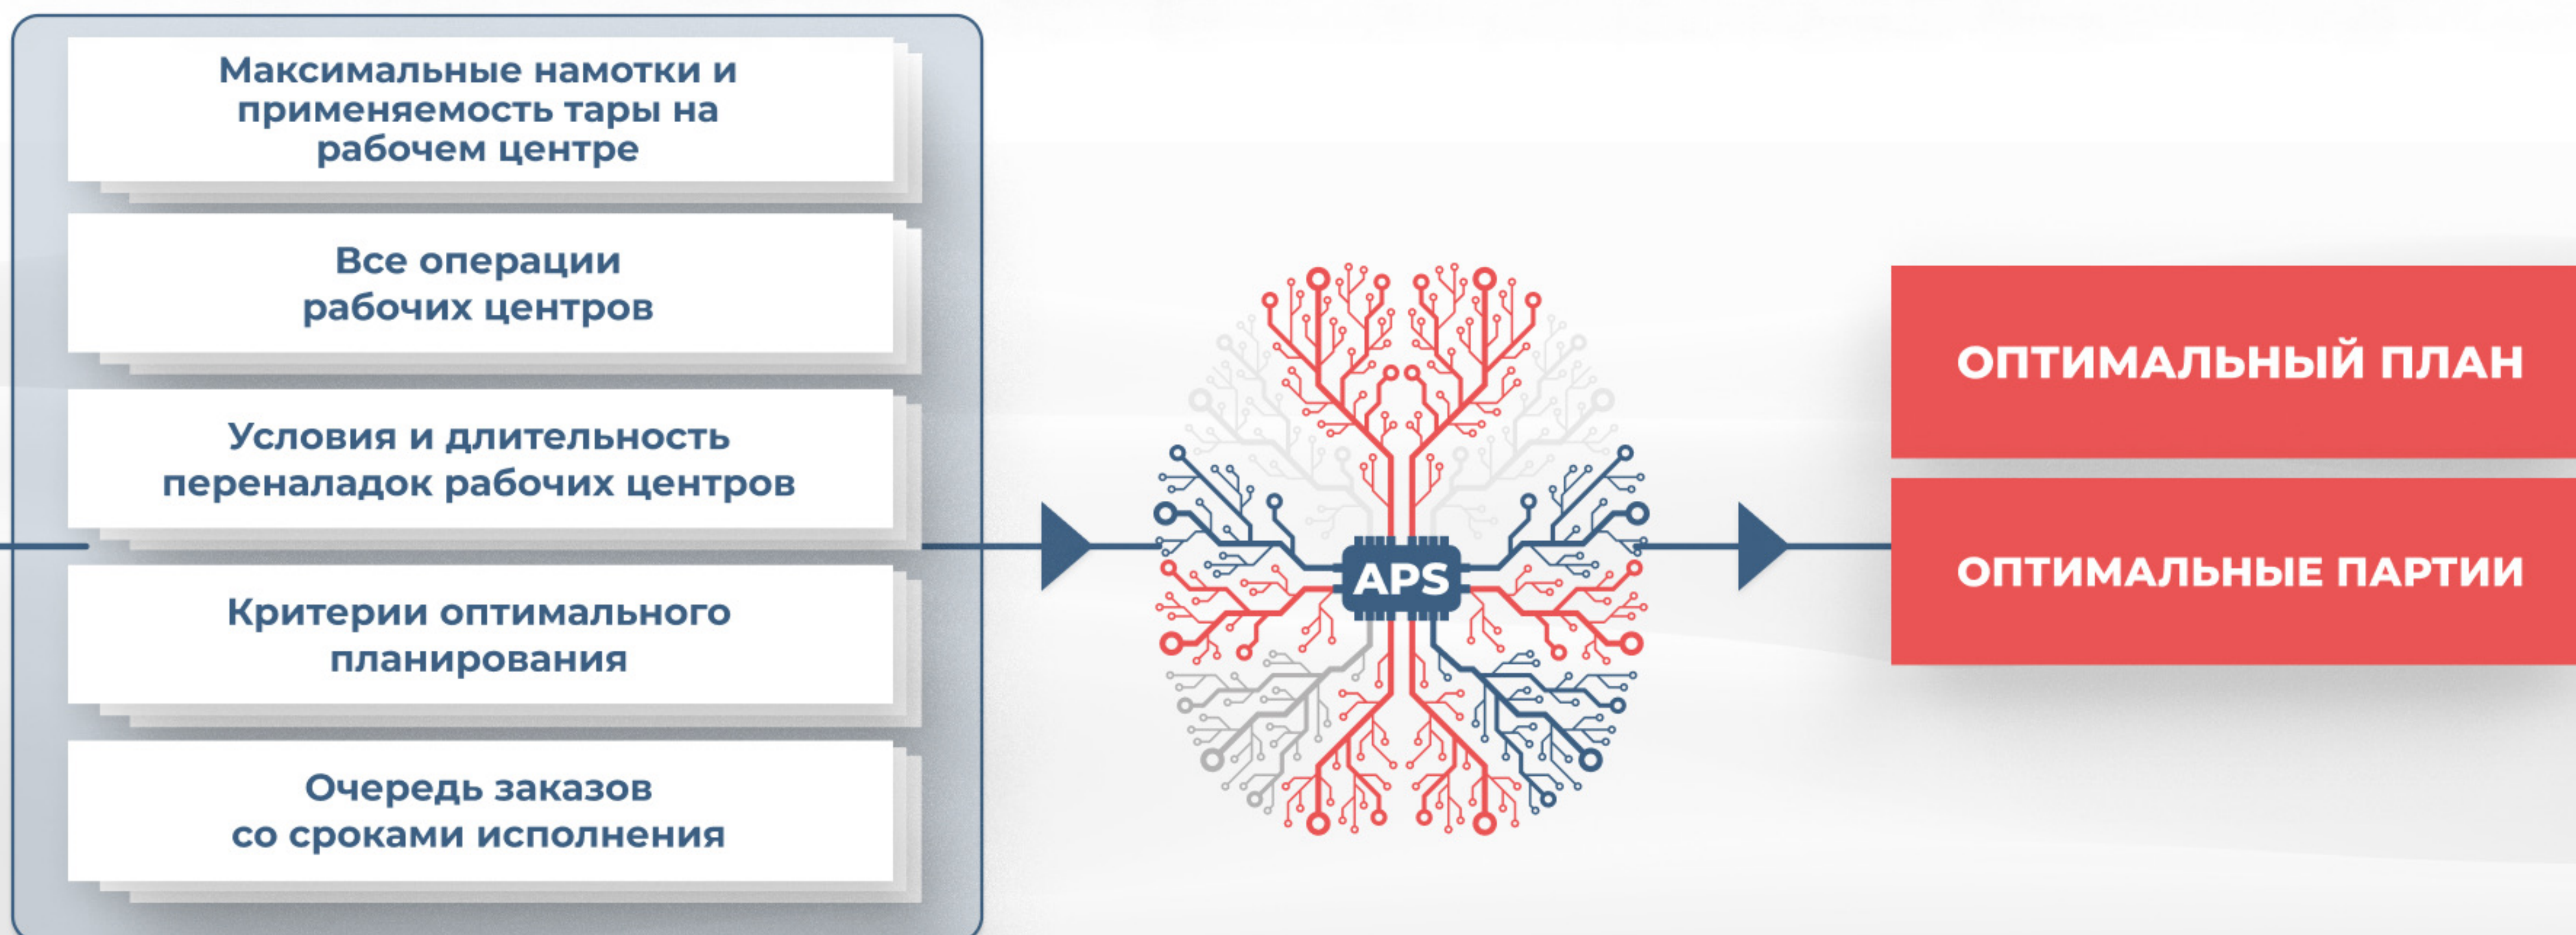 Максимальные намотки и
применяемость тары на
рабочем центре
Все операции
рабочих центров
Условия и длительность
переналадок рабочих центров
Критерии оптимального
планирования
Очередь заказов
со сроками исполнения
APS
ОПТИМАЛЬНЫЙ ПЛАН
ОПТИМАЛЬНЫЕ ПАРТИИ